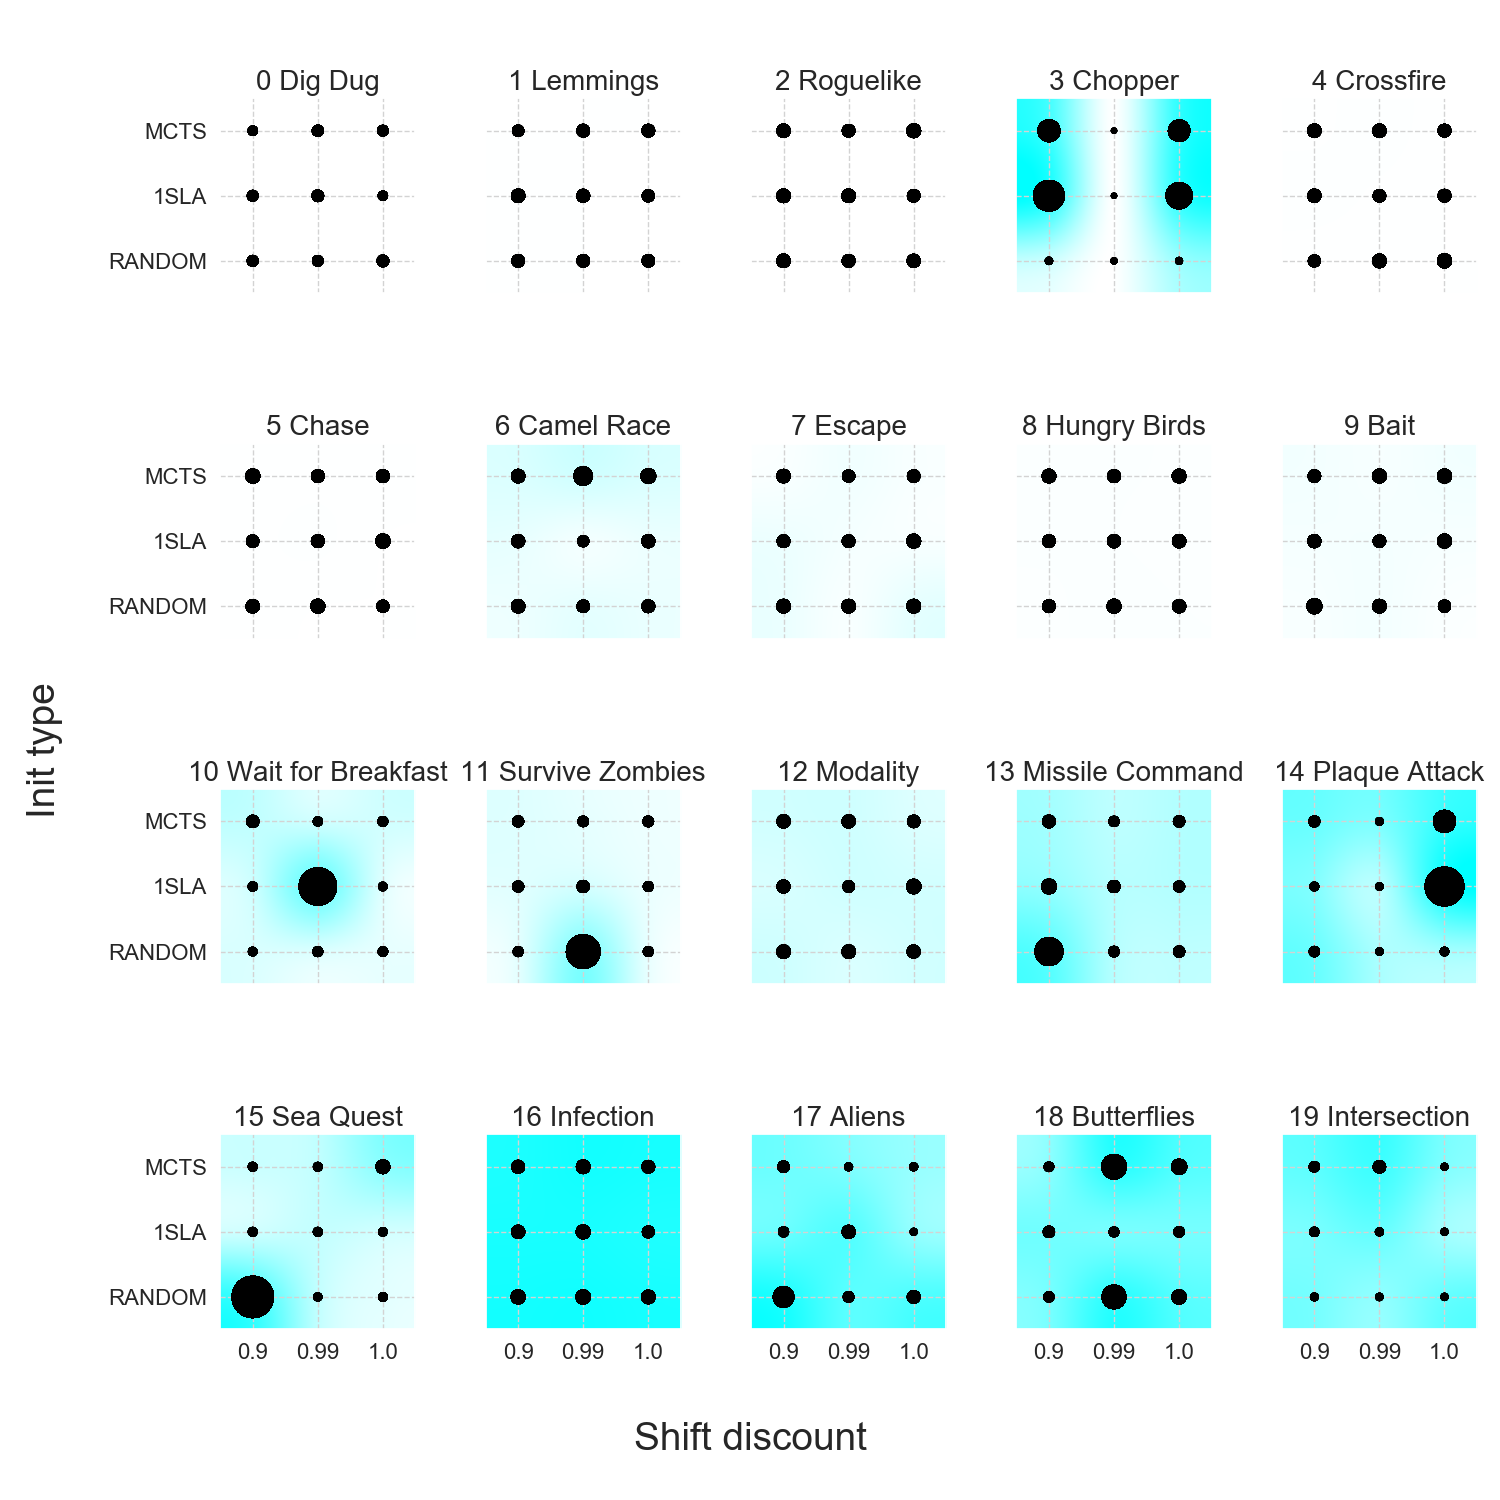 0 Dig Dug
1 Lemmings
2 Roguelike
3 Chopper
4 Crossfire
MCTS
1SLA
RANDOM
5 Chase
6 Camel Race
7 Escape
8 Hungry Birds
9 Bait
MCTS
1SLA
RANDOM
Init type
10 Wait for Breakfast
11 Survive Zombies
12 Modality
13 Missile Command
14 Plaque Attack
MCTS
1SLA
RANDOM
15 Sea Quest
16 Infection
17 Aliens
18 Butterflies
19 Intersection
MCTS
1SLA
RANDOM
0.9 0.99 1.0
0.9 0.99 1.0
0.9 0.99 1.0
0.9 0.99 1.0
0.9 0.99 1.0
Shift discount